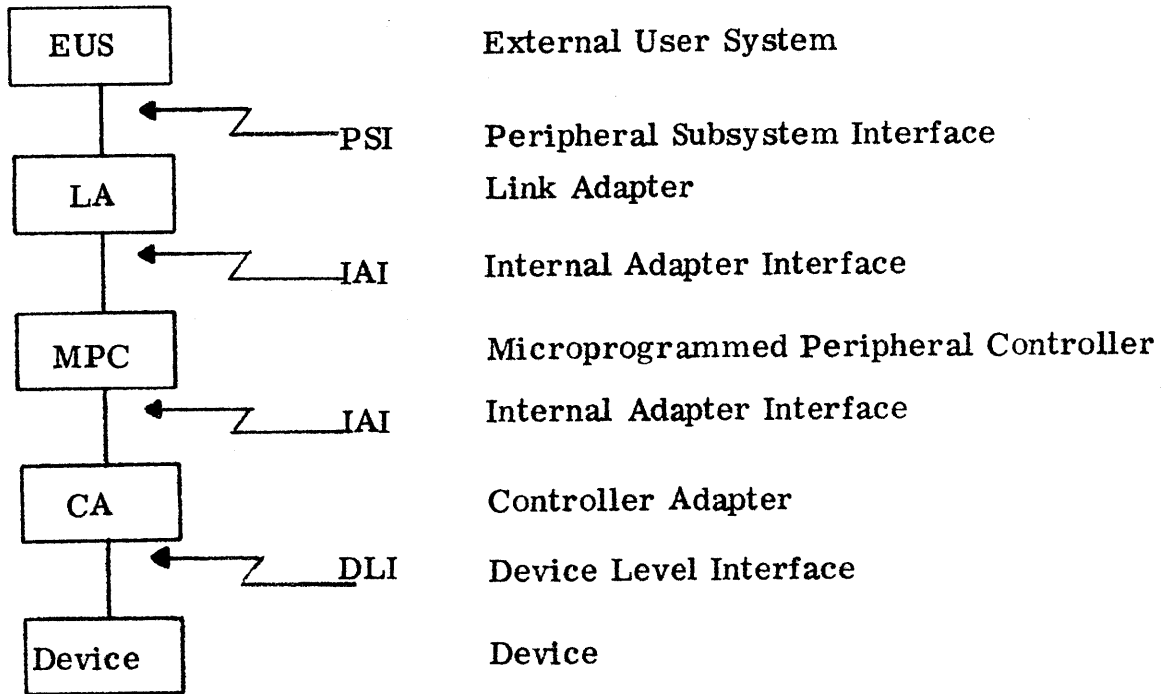 EUS External User System
PSI Peripheral Subsystem Interface
LA Link Adapter
IAI Internal Adapter Interface
MPC Microprogrammed Peripheral Controller
IAI Internal Adapter Interface
CA Controller Adapter
DLI Device Level Interface
Device Device